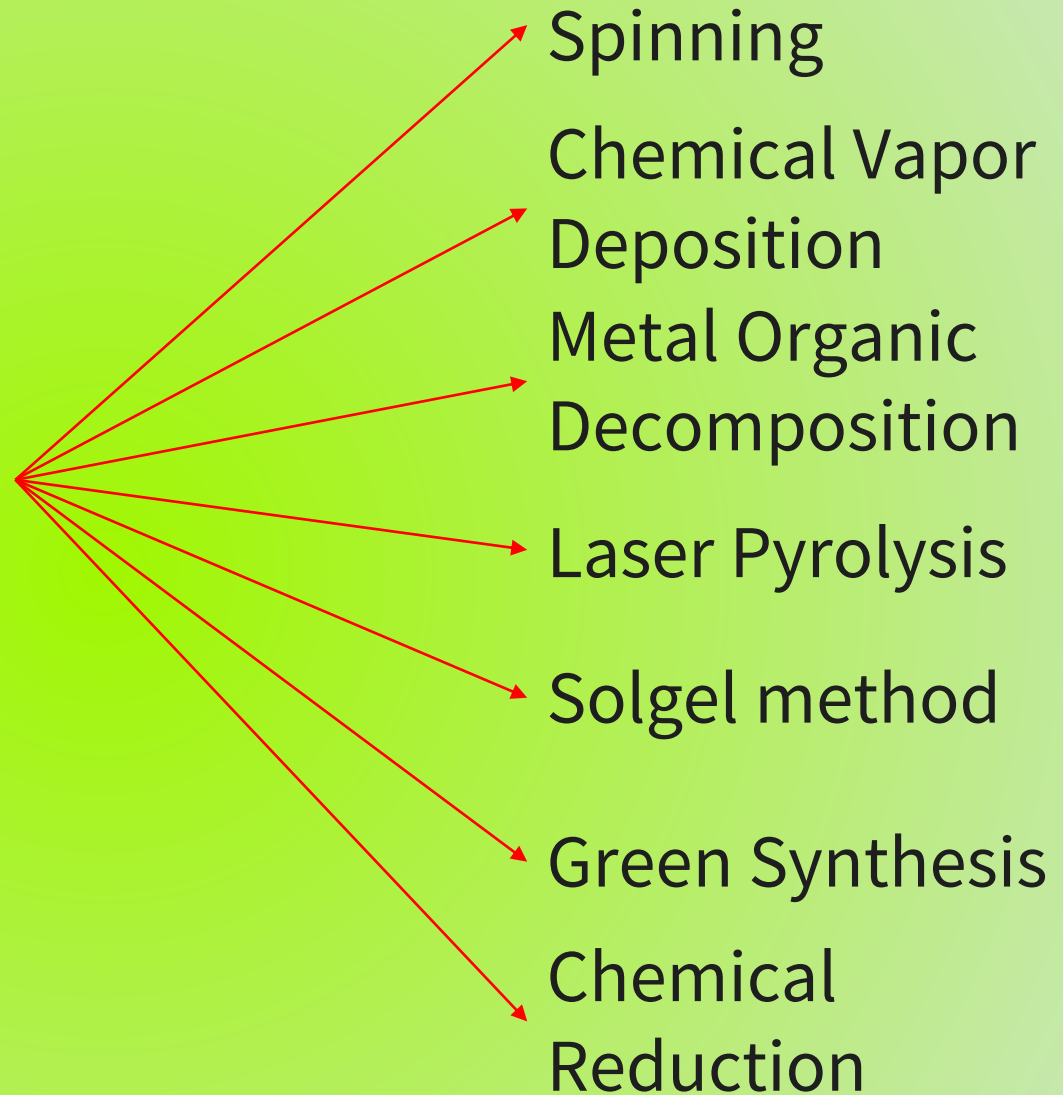 Spinning
Chemical Vapor
Deposition
Metal Organic
Decomposition
Laser Pyrolysis
Solgel method
Green Synthesis
Chemical
Reduction